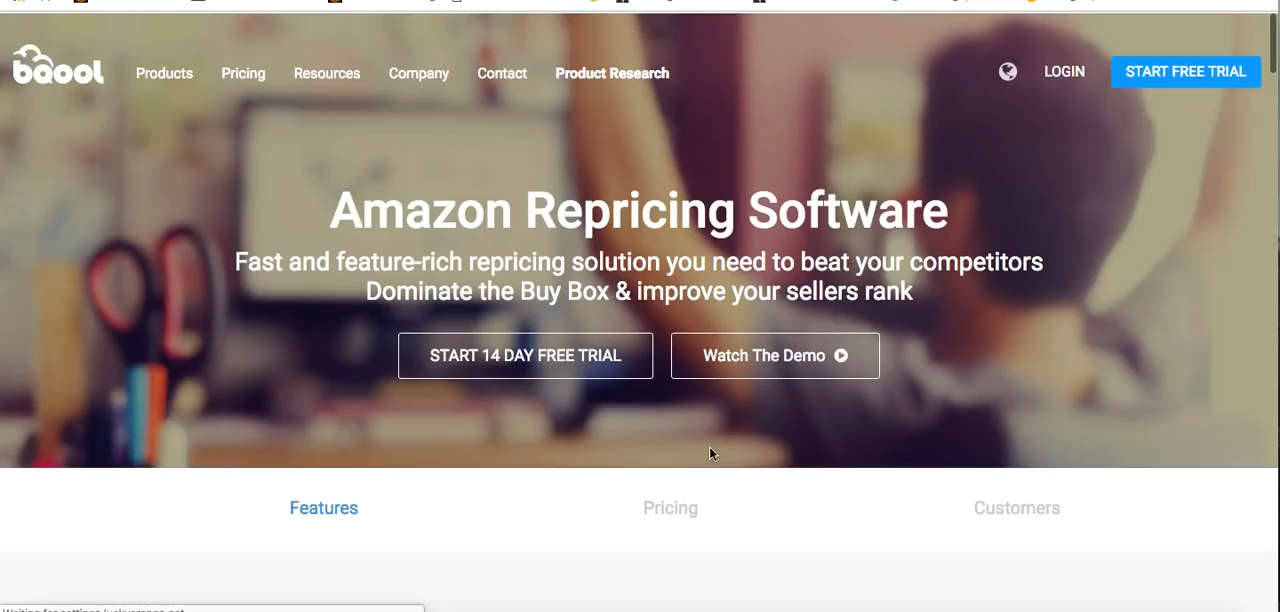 bqool
Products Pricing Resources Company Contact Product Research LOGIN START FREE TRIAL
Amazon Repricing Software
Fast and feature-rich repricing solution you need to beat your competitors
Dominate the Buy Box & improve your sellers rank
START 14 DAY FREE TRIAL Watch The Demo
Features Pricing Customers